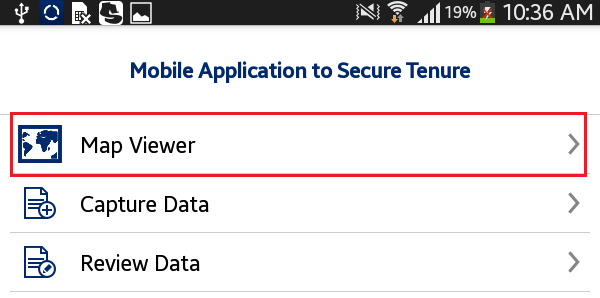 19% 10:36 AM
Mobile Application to Secure Tenure
Map Viewer
Capture Data
Review Data